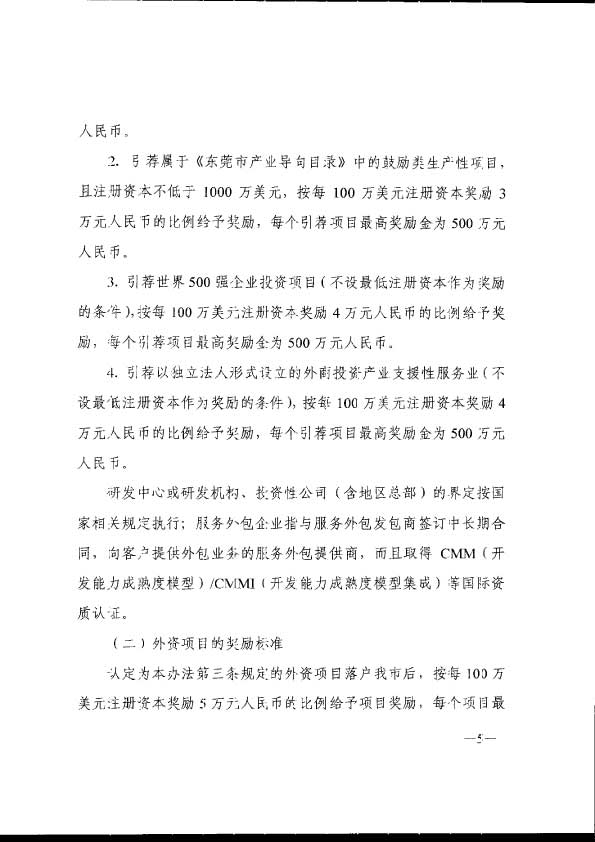 人民币。
2. 引荐属于《东莞市产业导向目录》中的鼓励类生产性项目，
且注册资本不低于 1000 万美元，按每 100 万美元注册资本奖励 3
万元人民币的比例给予奖励，每个引荐项目最高奖励金为 500 万元
人民币。
3. 引荐世界 500 强企业投资项目（不设最低注册资本作为奖励
的条件），按每 100 万美元注册资本奖励 4 万元人民币的比例给予奖
励，每个引荐项目最高奖励金为 500 万元人民币。
4. 引荐以独立法人形式设立的外商投资产业支援性服务业（不
设最低注册资本作为奖励的条件），按每 100 万美元注册资本奖励 4
万元人民币的比例给予奖励，每个引荐项目最高奖励金为 500 万元
人民币。
研发中心或研发机构、投资性公司（含地区总部）的界定按国
家相关规定执行；服务外包企业指与服务外包发包商签订中长期合
同，向客户提供外包业务的服务外包提供商，而且取得 CMM（开
发能力成熟度模型）/CMMI（开发能力成熟度模型集成）等国际资
质认证。
（二）外资项目的奖励标准
认定为本办法第三条规定的外资项目落户我市后，按每 100 万
美元注册资本奖励 5 万元人民币的比例给予项目奖励，每个项目最
—5—